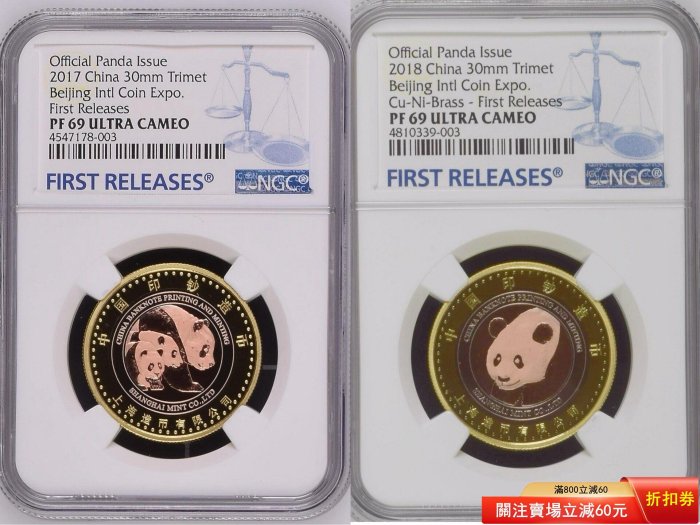 Official Panda Issue
2017 China 30mm Trimet
Beijing Intl Coin Expo.
First Releases
PF 69 ULTRA CAMEO
4547178-003
FIRST RELEASES®
NGC
中国印钞造币
CHINA BANKNOTE PRINTING AND MINTING
SHANGHAI MINT CO.,LTD
上海造币有限公司
Official Panda Issue
2018 China 30mm Trimet
Beijing Intl Coin Expo.
Cu-Ni-Brass - First Releases
PF 69 ULTRA CAMEO
4810339-003
FIRST RELEASES®
NGC
中国印钞造币
CHINA BANKNOTE PRINTING AND MINTING
SHANGHAI MINT CO.,LTD
上海造币有限公司
滿800立減60
關注賣場立減60元
折扣券